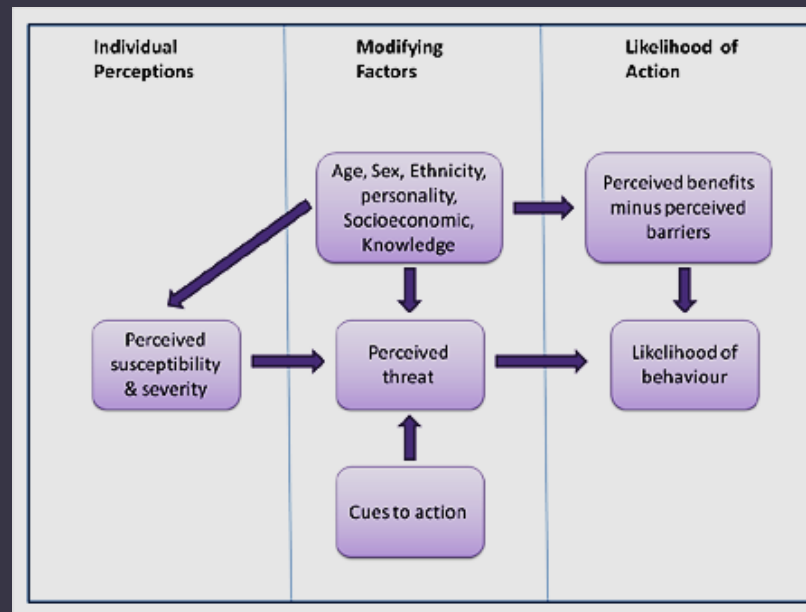 Individual
Perceptions
Modifying
Factors
Likelihood of
Action
Age, Sex, Ethnicity,
personality,
Socioeconomic,
Knowledge
Perceived benefits
minus perceived
barriers
Perceived
susceptibility
& severity
Perceived
threat
Likelihood of
behaviour
Cues to action